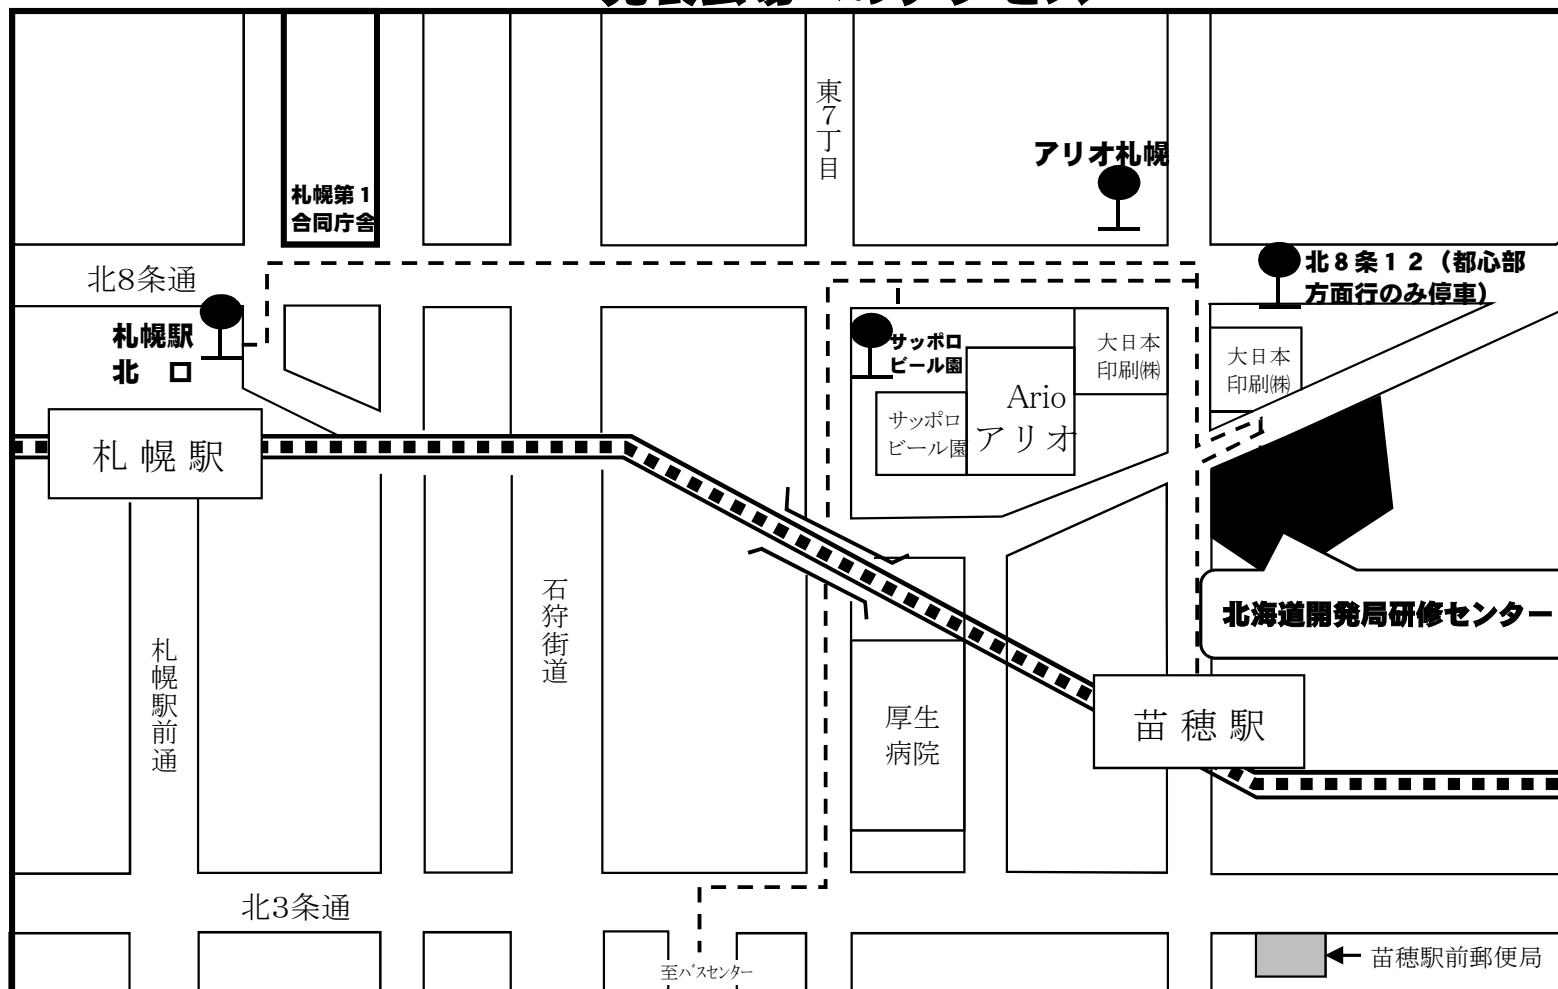 東7丁目
アリオ札幌
札幌第1
合同庁舎
北8条通
北8条12(都心部
方面行のみ停車)
札幌駅
北 口
サッポロ
ビール園
大日本
印刷㈱
大日本
印刷㈱
Ario
アリオ
サッポロ
ビール園
札幌駅
石狩街道
北海道開発局研修センター
札幌駅前通
厚生
病院
苗穂駅
北3条通
至バスセンター
苗穂駅前郵便局